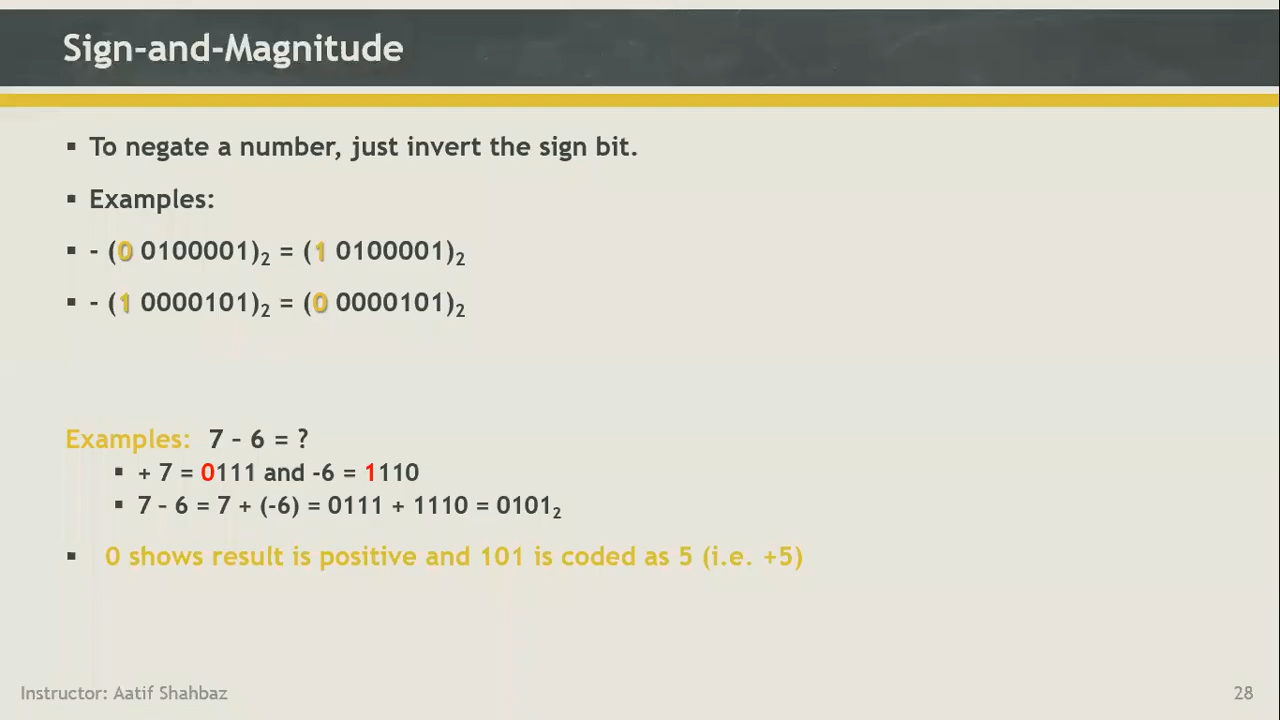 Sign-and-Magnitude
▪ To negate a number, just invert the sign bit.
▪ Examples:
▪ - (0 0100001)₂ = (1 0100001)₂
▪ - (1 0000101)₂ = (0 0000101)₂
Examples: 7 – 6 = ?
▪ + 7 = 0111 and -6 = 1110
▪ 7 – 6 = 7 + (-6) = 0111 + 1110 = 0101₂
▪ 0 shows result is positive and 101 is coded as 5 (i.e. +5)
Instructor: Aatif Shahbaz
28